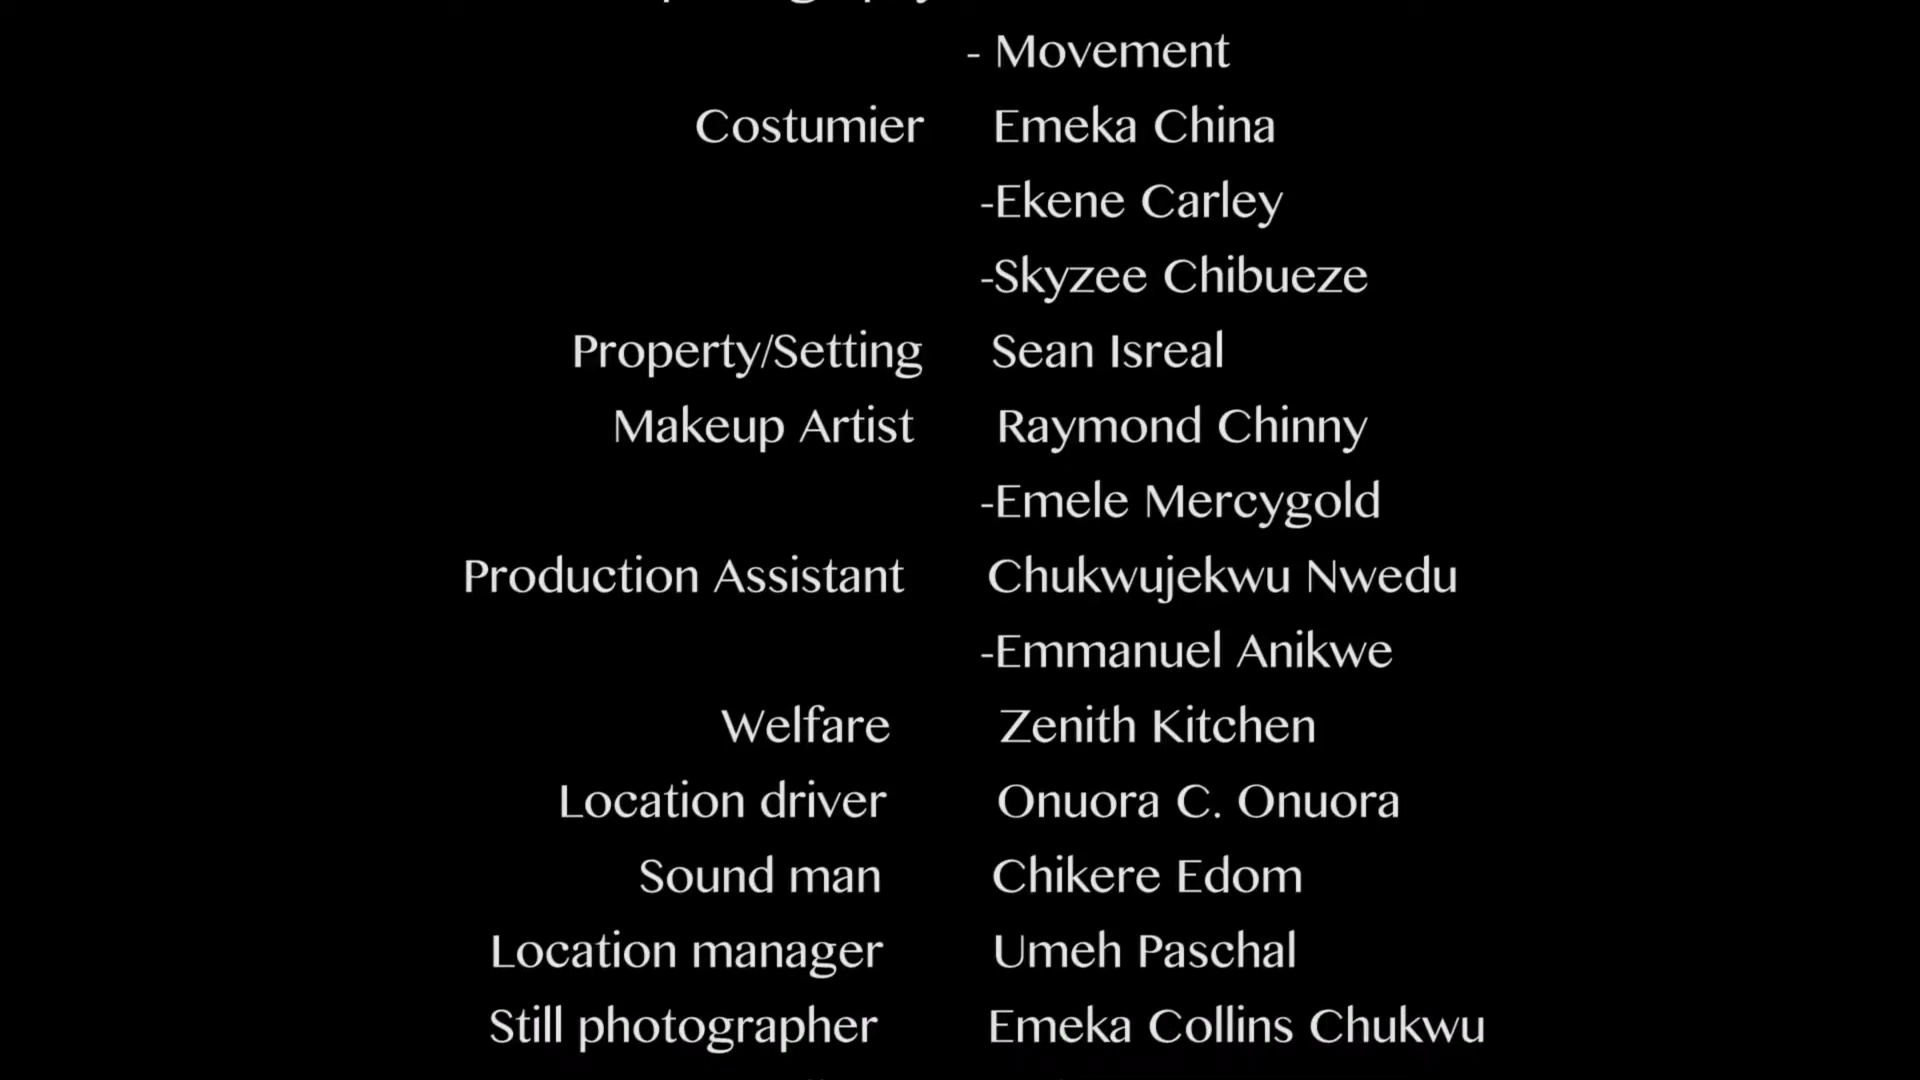 - Movement
Costumier Emeka China
-Ekene Carley
-Skyzee Chibueze
Property/Setting Sean Isreal
Makeup Artist Raymond Chinny
-Emele Mercygold
Production Assistant Chukwujekwu Nwedu
-Emmanuel Anikwe
Welfare Zenith Kitchen
Location driver Onuora C. Onuora
Sound man Chikere Edom
Location manager Umeh Paschal
Still photographer Emeka Collins Chukwu